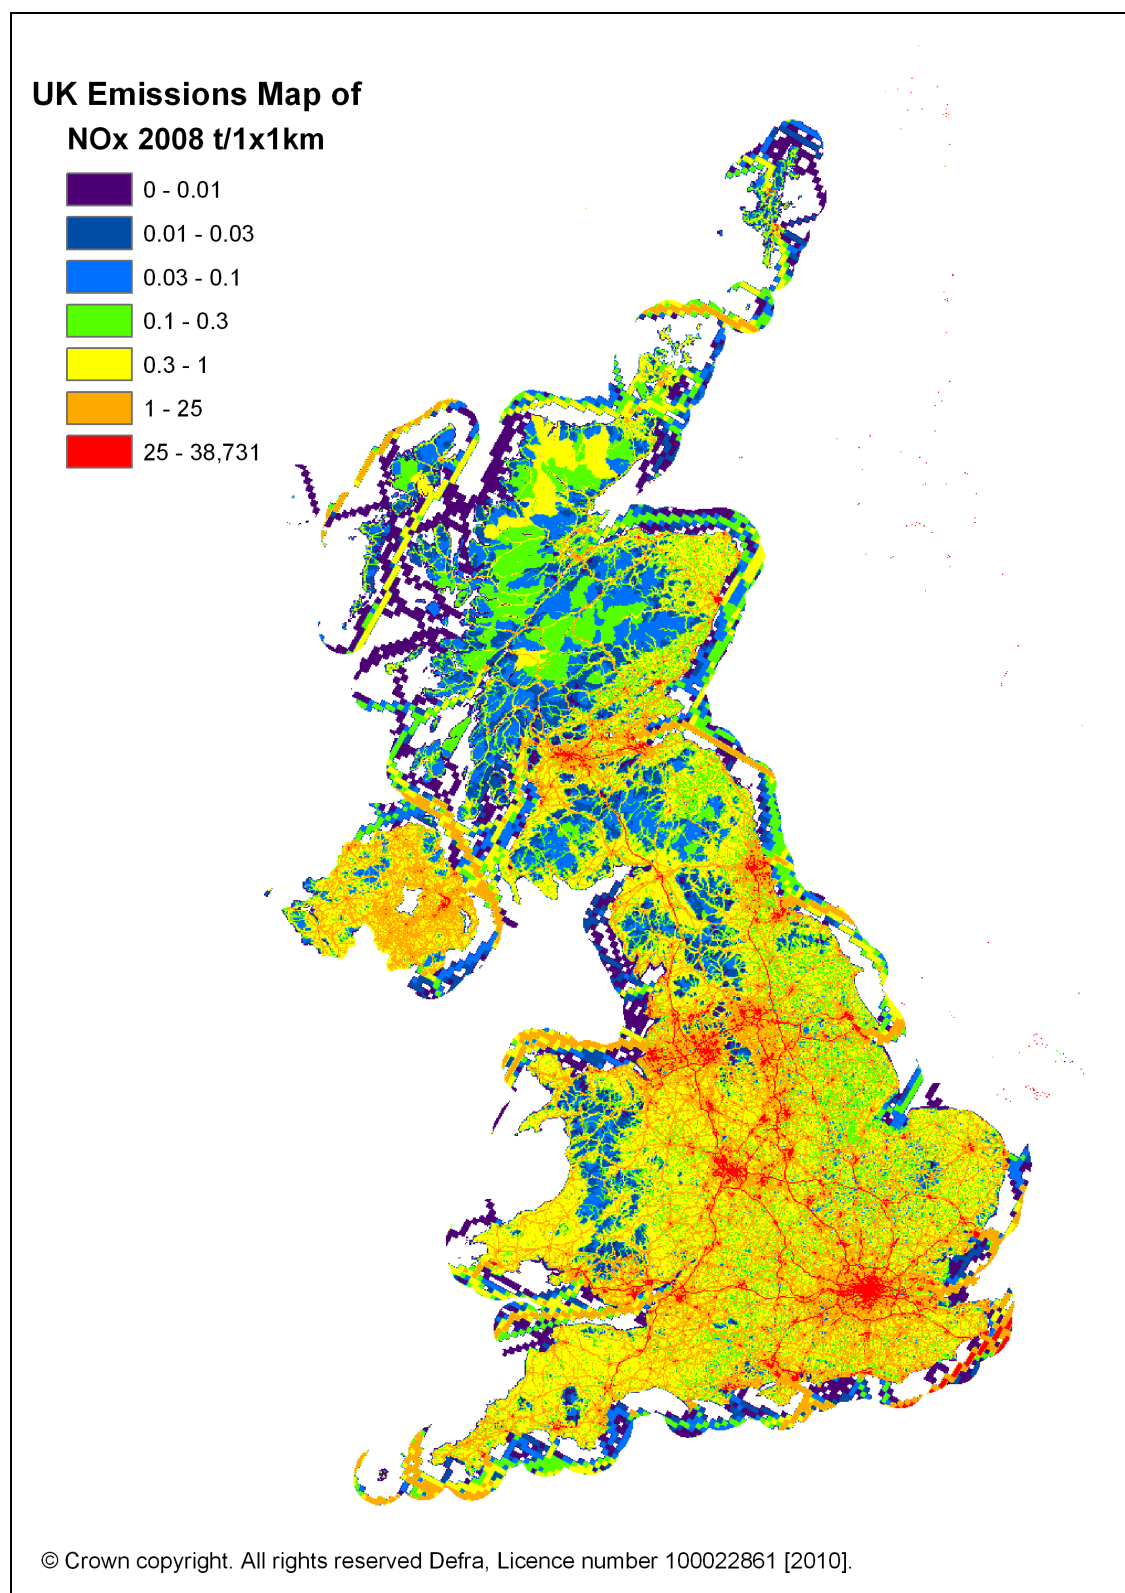 UK Emissions Map of
NOx 2008 t/1x1km
0 - 0.01
0.01 - 0.03
0.03 - 0.1
0.1 - 0.3
0.3 - 1
1 - 25
25 - 38,731
© Crown copyright. All rights reserved Defra, Licence number 100022861 [2010].